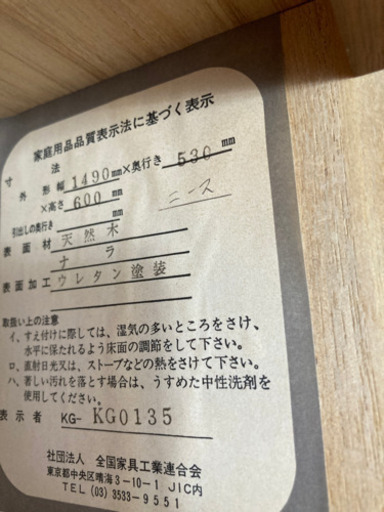 家庭用品品質表示法に基づく表示
寸法
外形 幅 1490mm×奥行き 530mm
×高さ 600mm
引出しの奥行き mm
ニース
表面材 天然木
ナラ
表面加工 ウレタン塗装
取扱い上の注意
イ、すえ付けに際しては、湿気の多いところをさけ、
水平に保たれるよう床面の調節をして下さい。
ロ、直射日光又は、ストーブなどの熱をさけて下さい。
ハ、著しい汚れを落とす場合は、うすめた中性洗剤を
使用してください。
表示者 KG- KG0135
社団法人 全国家具工業連合会
東京都中央区晴海3-10-1 JIC内
TEL (03) 3533-9551